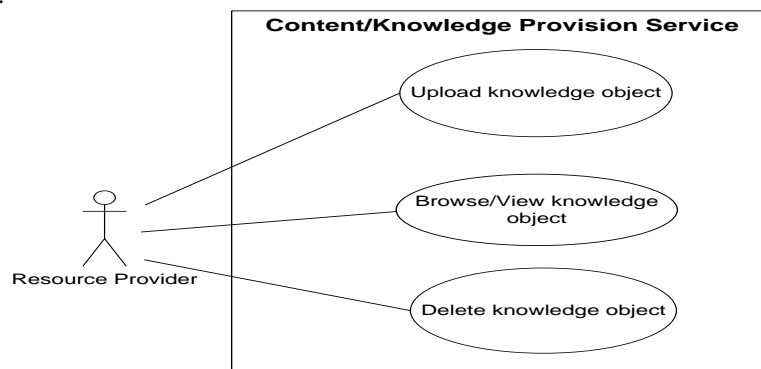 Content/Knowledge Provision Service
Upload knowledge object
Browse/View knowledge
object
Resource Provider
Delete knowledge object